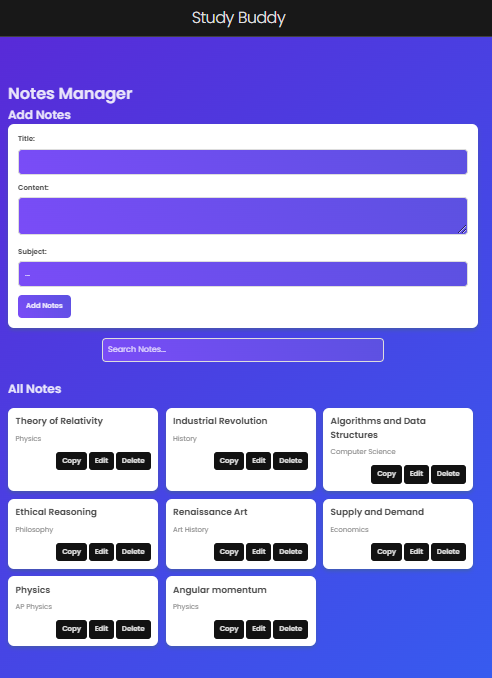 Study Buddy
Notes Manager
Add Notes
Title:
Content:
Subject:
--
Add Notes
Search Notes...
All Notes
Theory of Relativity
Physics
Copy Edit Delete
Industrial Revolution
History
Copy Edit Delete
Algorithms and Data
Structures
Computer Science
Copy Edit Delete
Ethical Reasoning
Philosophy
Copy Edit Delete
Renaissance Art
Art History
Copy Edit Delete
Supply and Demand
Economics
Copy Edit Delete
Physics
AP Physics
Copy Edit Delete
Angular momentum
Physics
Copy Edit Delete